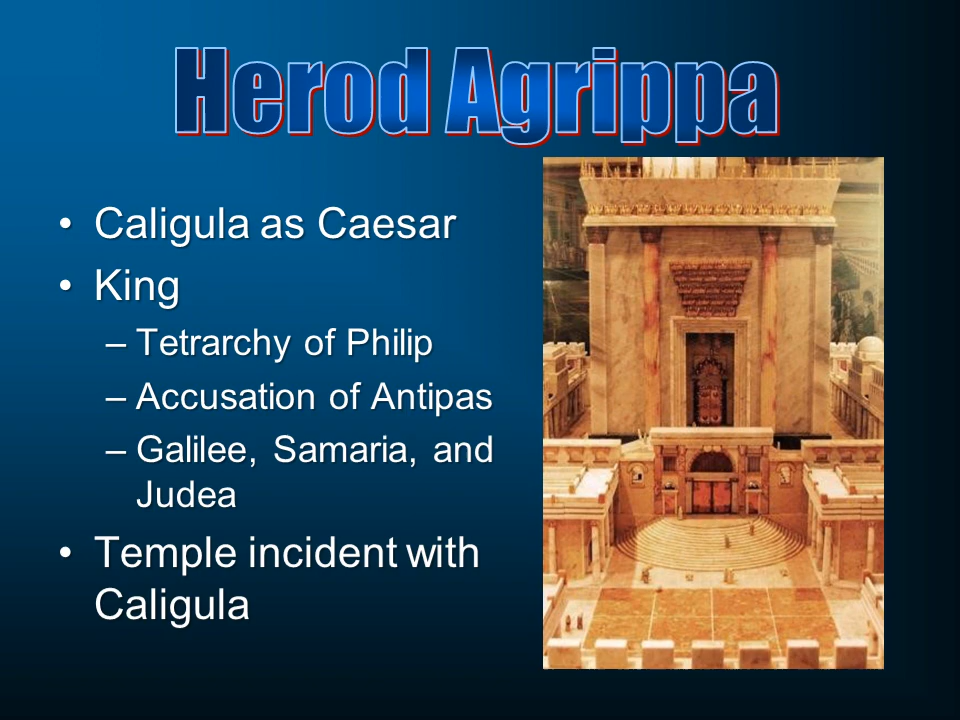 Herod Agrippa
• Caligula as Caesar
• King
– Tetrarchy of Philip
– Accusation of Antipas
– Galilee, Samaria, and
Judea
• Temple incident with
Caligula